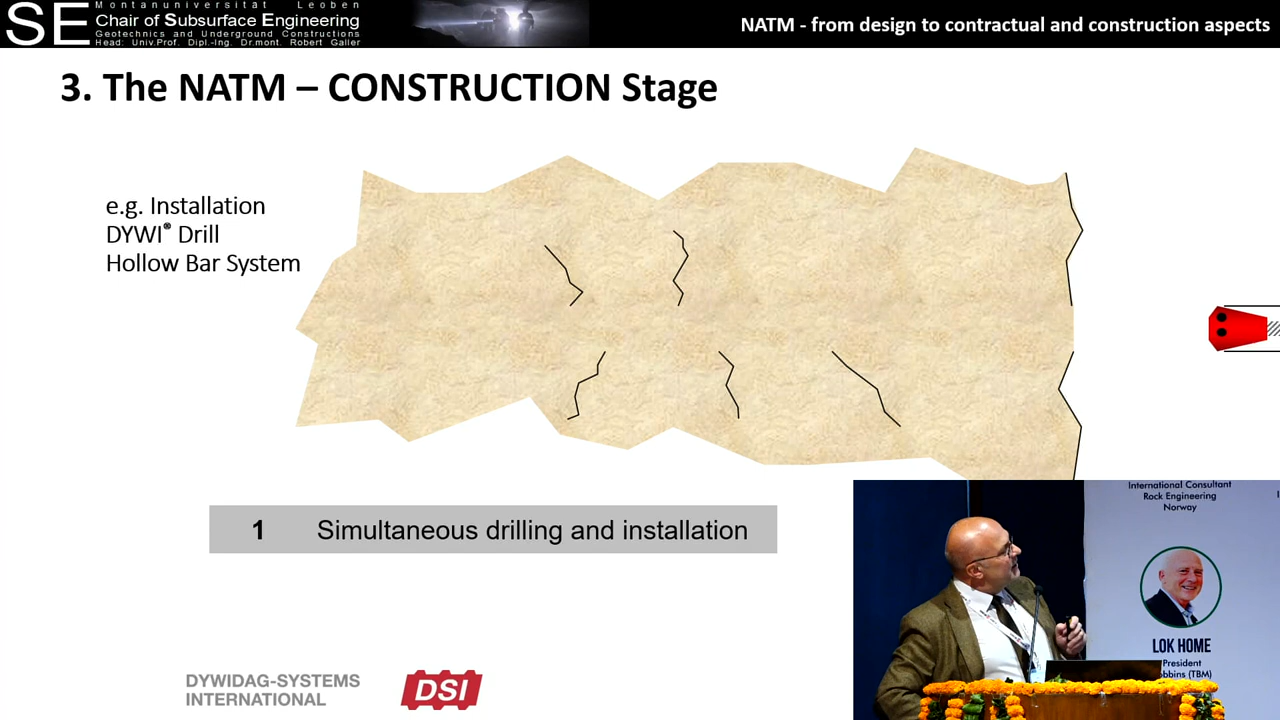 SE
Montanuniversität Leoben
Chair of Subsurface Engineering
Geotechnics and Underground Constructions
Head: Univ.Prof. Dipl.-Ing. Dr.mont. Robert Galler
NATM - from design to contractual and construction aspects
3. The NATM – CONSTRUCTION Stage
e.g. Installation
DYWI® Drill
Hollow Bar System
1 Simultaneous drilling and installation
International Consultant
Rock Engineering
Norway
LOK HOME
President
obbins (TBM)
DYWIDAG-SYSTEMS
INTERNATIONAL
DSI